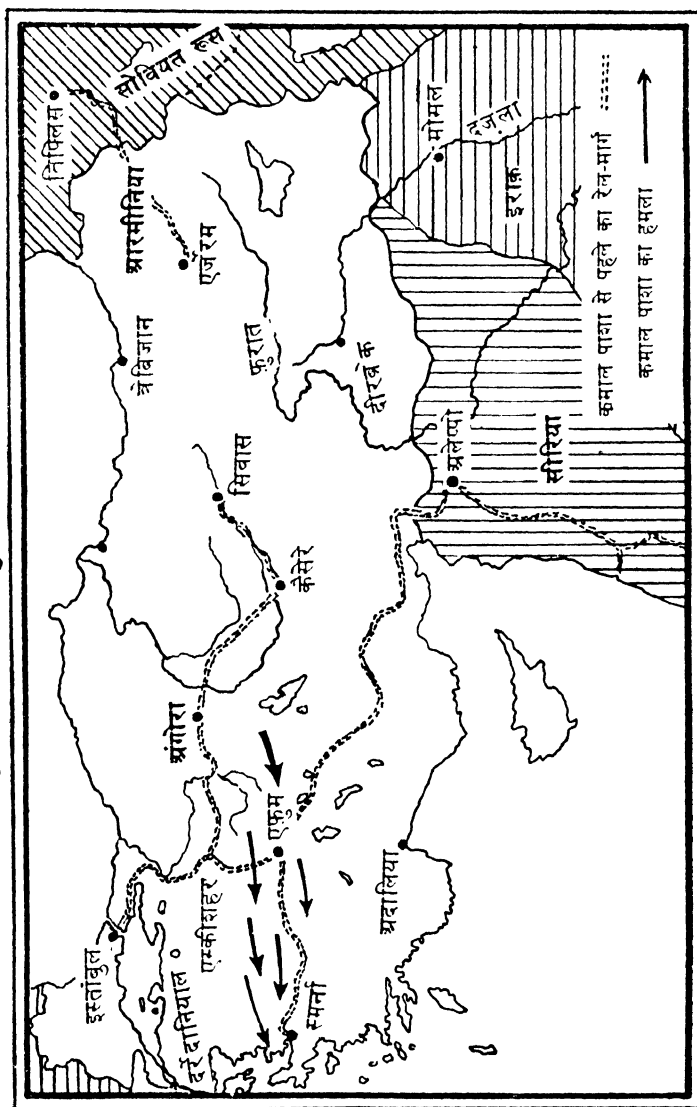 सोवियत रूस
तिफ़्लिस
आरमीनिया
एर्ज़रम
त्रेबिज़ान
फ़ुरात
दीरबेक
मोसल
दजला
इराक़
सिवास
कैसेरे
अंगोरा
इस्तांबुल
दर्रे दानियाल
एस्कीशहर
एफ़ुम
स्मर्ना
अदालिया
अलेप्पो
सीरिया
कमाल पाशा से पहले का रेल-मार्ग
कमाल पाशा का हमला